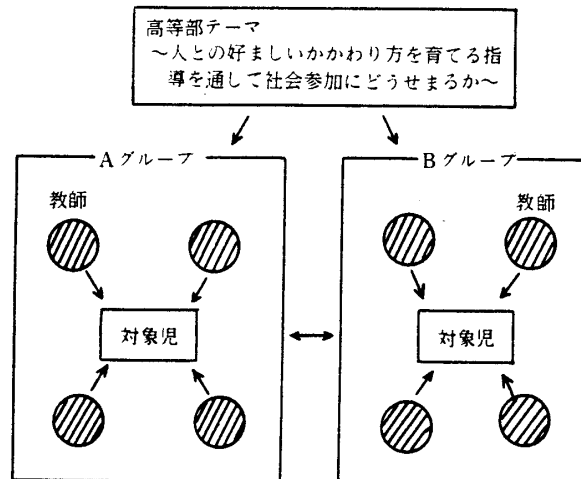 高等部テーマ
～人との好ましいかかわり方を育てる指
導を通して社会参加にどうせまるか～
Aグループ
Bグループ
教師
教師
対象児
対象児